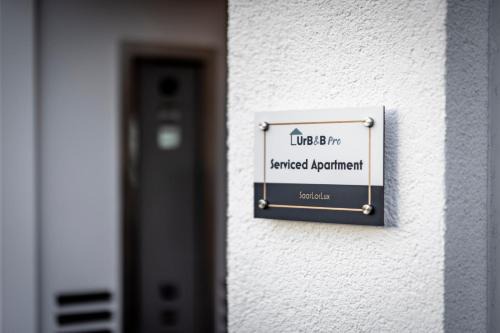 UrB&B Pro
Serviced Apartment
SaarLorLux